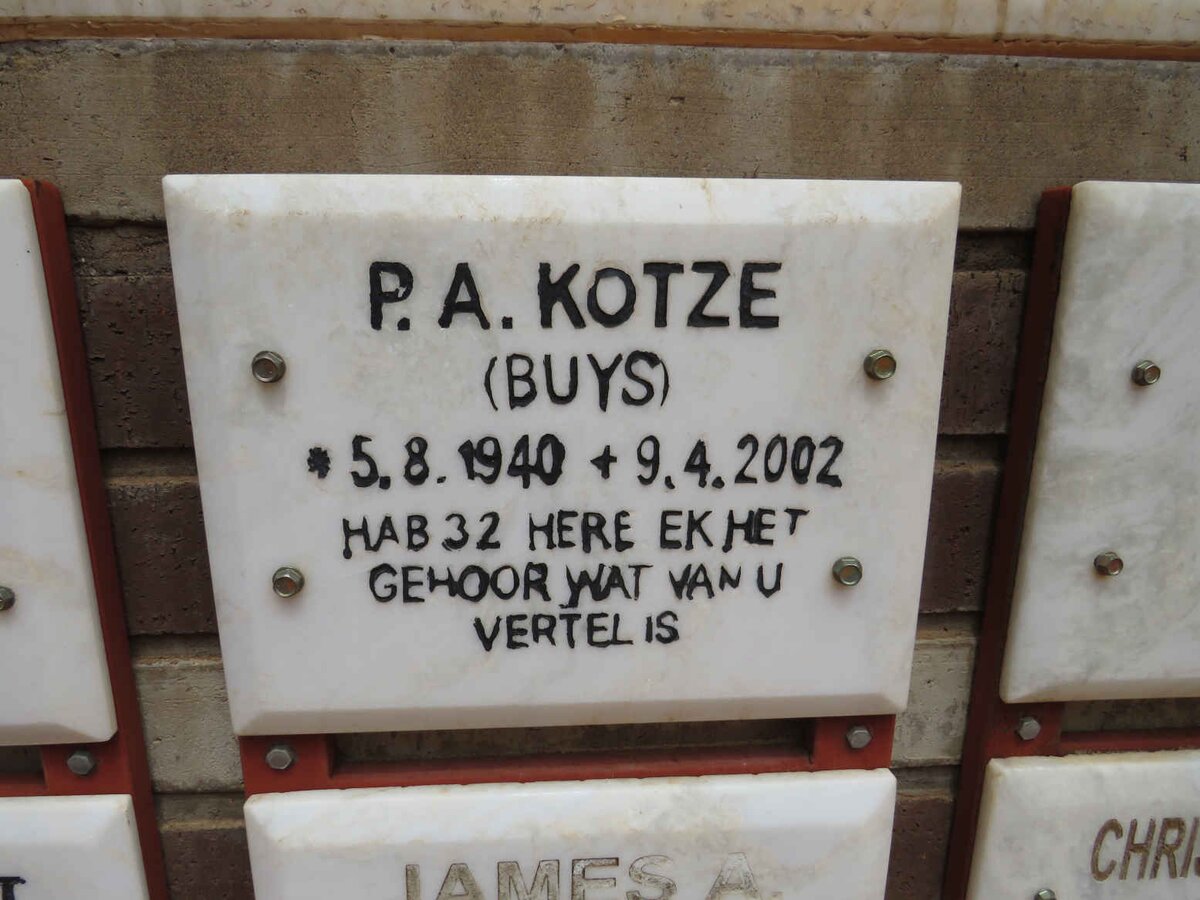 P. A. KOTZE
(BUYS)
* 5.8.1940 + 9.4.2002
HAB 32 HERE EK HET
GEHOOR WAT VAN U
VERTEL IS
JAMES A.